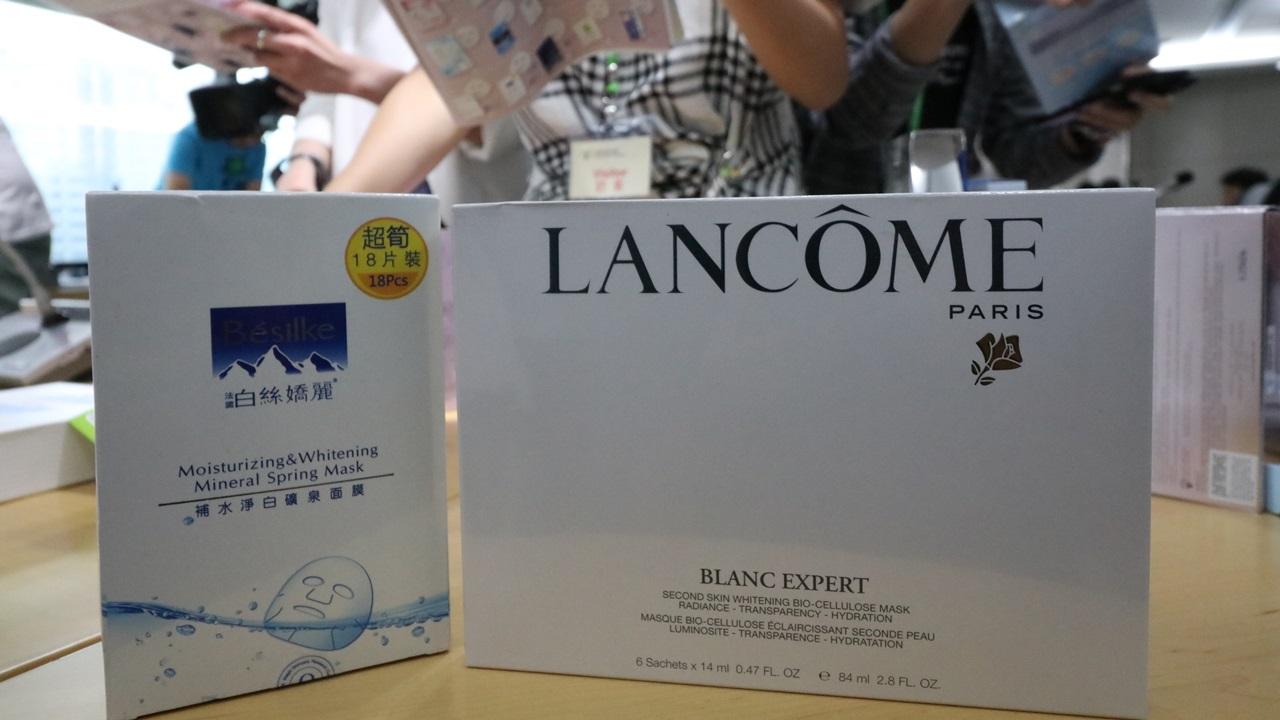 超筍
18片裝
18Pcs
Bésilke
法國白絲嬌麗
Moisturizing&Whitening
Mineral Spring Mask
補水淨白礦泉面膜
LANCÔME
PARIS
BLANC EXPERT
SECOND SKIN WHITENING BIO-CELLULOSE MASK
RADIANCE - TRANSPARENCY - HYDRATION
MASQUE BIO-CELLULOSE ÉCLAIRCISSANT SECONDE PEAU
LUMINOSITE - TRANSPARENCE - HYDRATATION
6 Sachets x 14 ml 0.47 FL. OZ ℮ 84 ml 2.8 FL. OZ.
Visitor